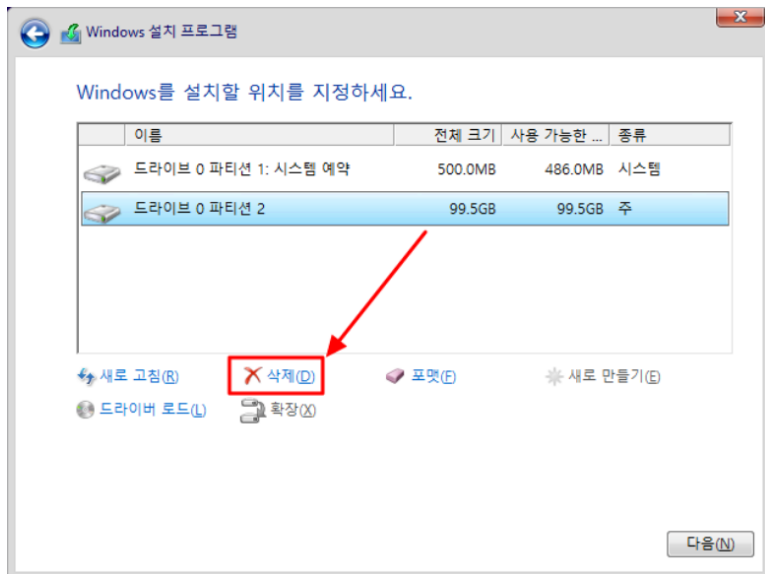 Windows 설치 프로그램
Windows를 설치할 위치를 지정하세요.
이름 전체 크기 사용 가능한 ... 종류
드라이브 0 파티션 1: 시스템 예약 500.0MB 486.0MB 시스템
드라이브 0 파티션 2 99.5GB 99.5GB 주
새로 고침(R) 삭제(D) 포맷(F) 새로 만들기(E)
드라이버 로드(L) 확장(X)
다음(N)